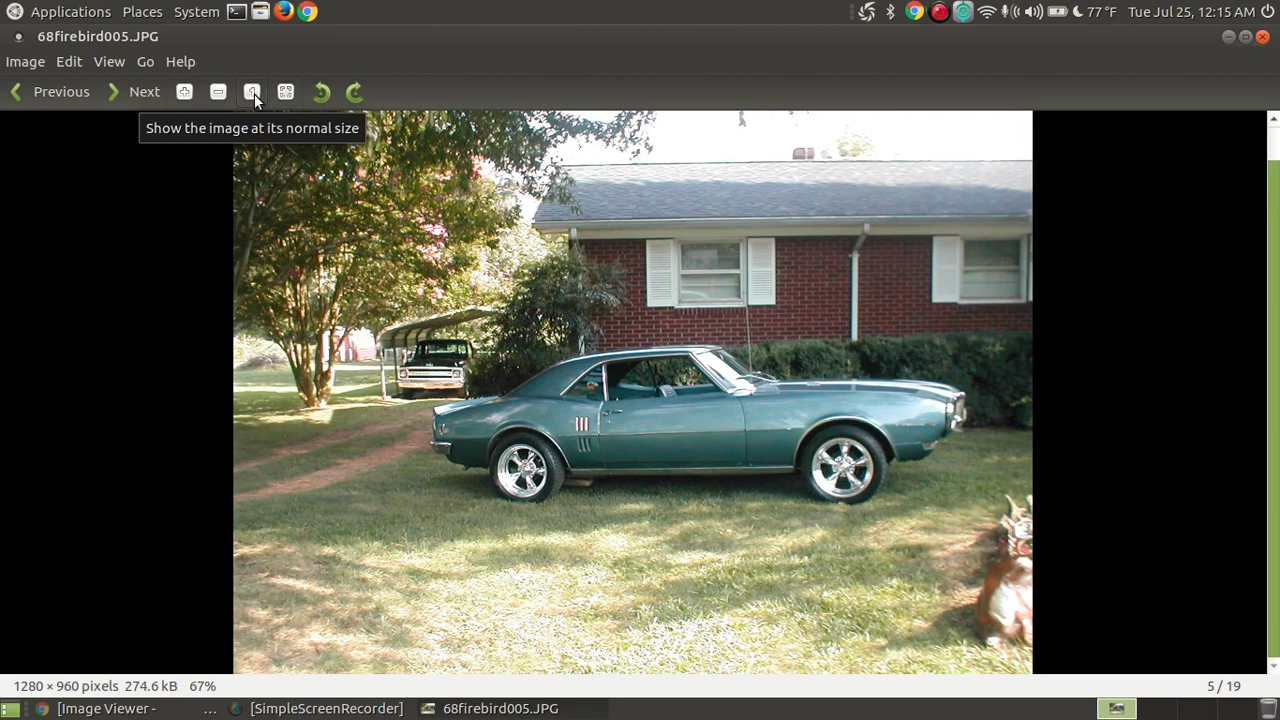 Applications Places System
77 °F Tue Jul 25, 12:15 AM
68firebird005.JPG
Image Edit View Go Help
Previous Next
Show the image at its normal size
1280 × 960 pixels 274.6 kB 67%
5 / 19
[Image Viewer - ...
[SimpleScreenRecorder]
68firebird005.JPG